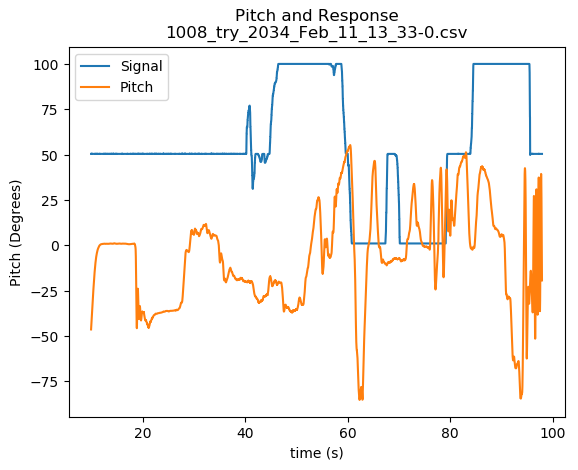 Pitch and Response
1008_try_2034_Feb_11_13_33-0.csv
Signal
Pitch
100
75
50
25
0
−25
−50
−75
Pitch (Degrees)
20
40
60
80
100
time (s)